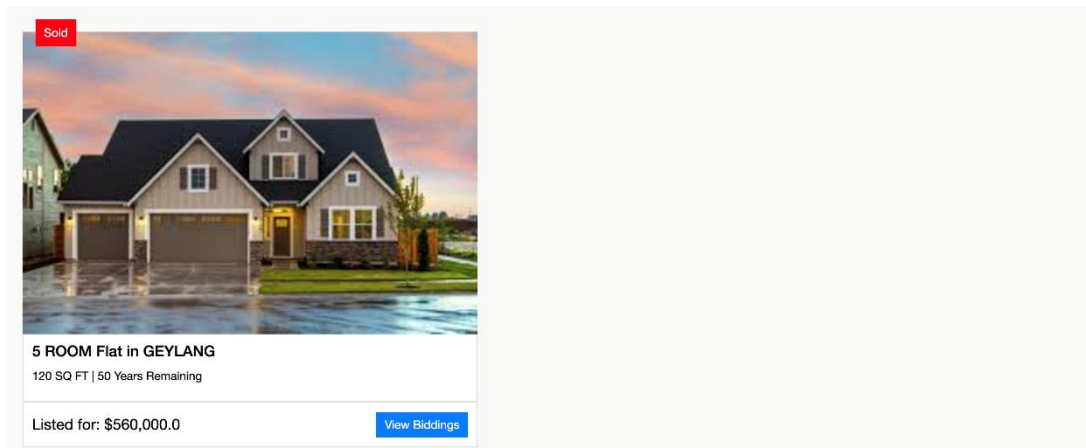 Sold
5 ROOM Flat in GEYLANG
120 SQ FT | 50 Years Remaining
Listed for: $560,000.0
View Biddings